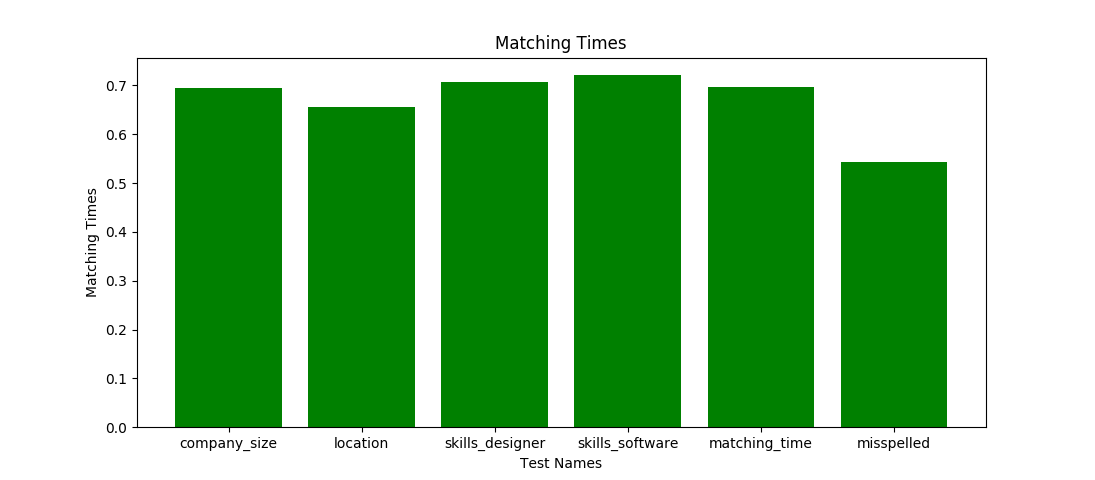 Matching Times
Matching Times
0.7
0.6
0.5
0.4
0.3
0.2
0.1
0.0
company_size location skills_designer skills_software matching_time misspelled
Test Names